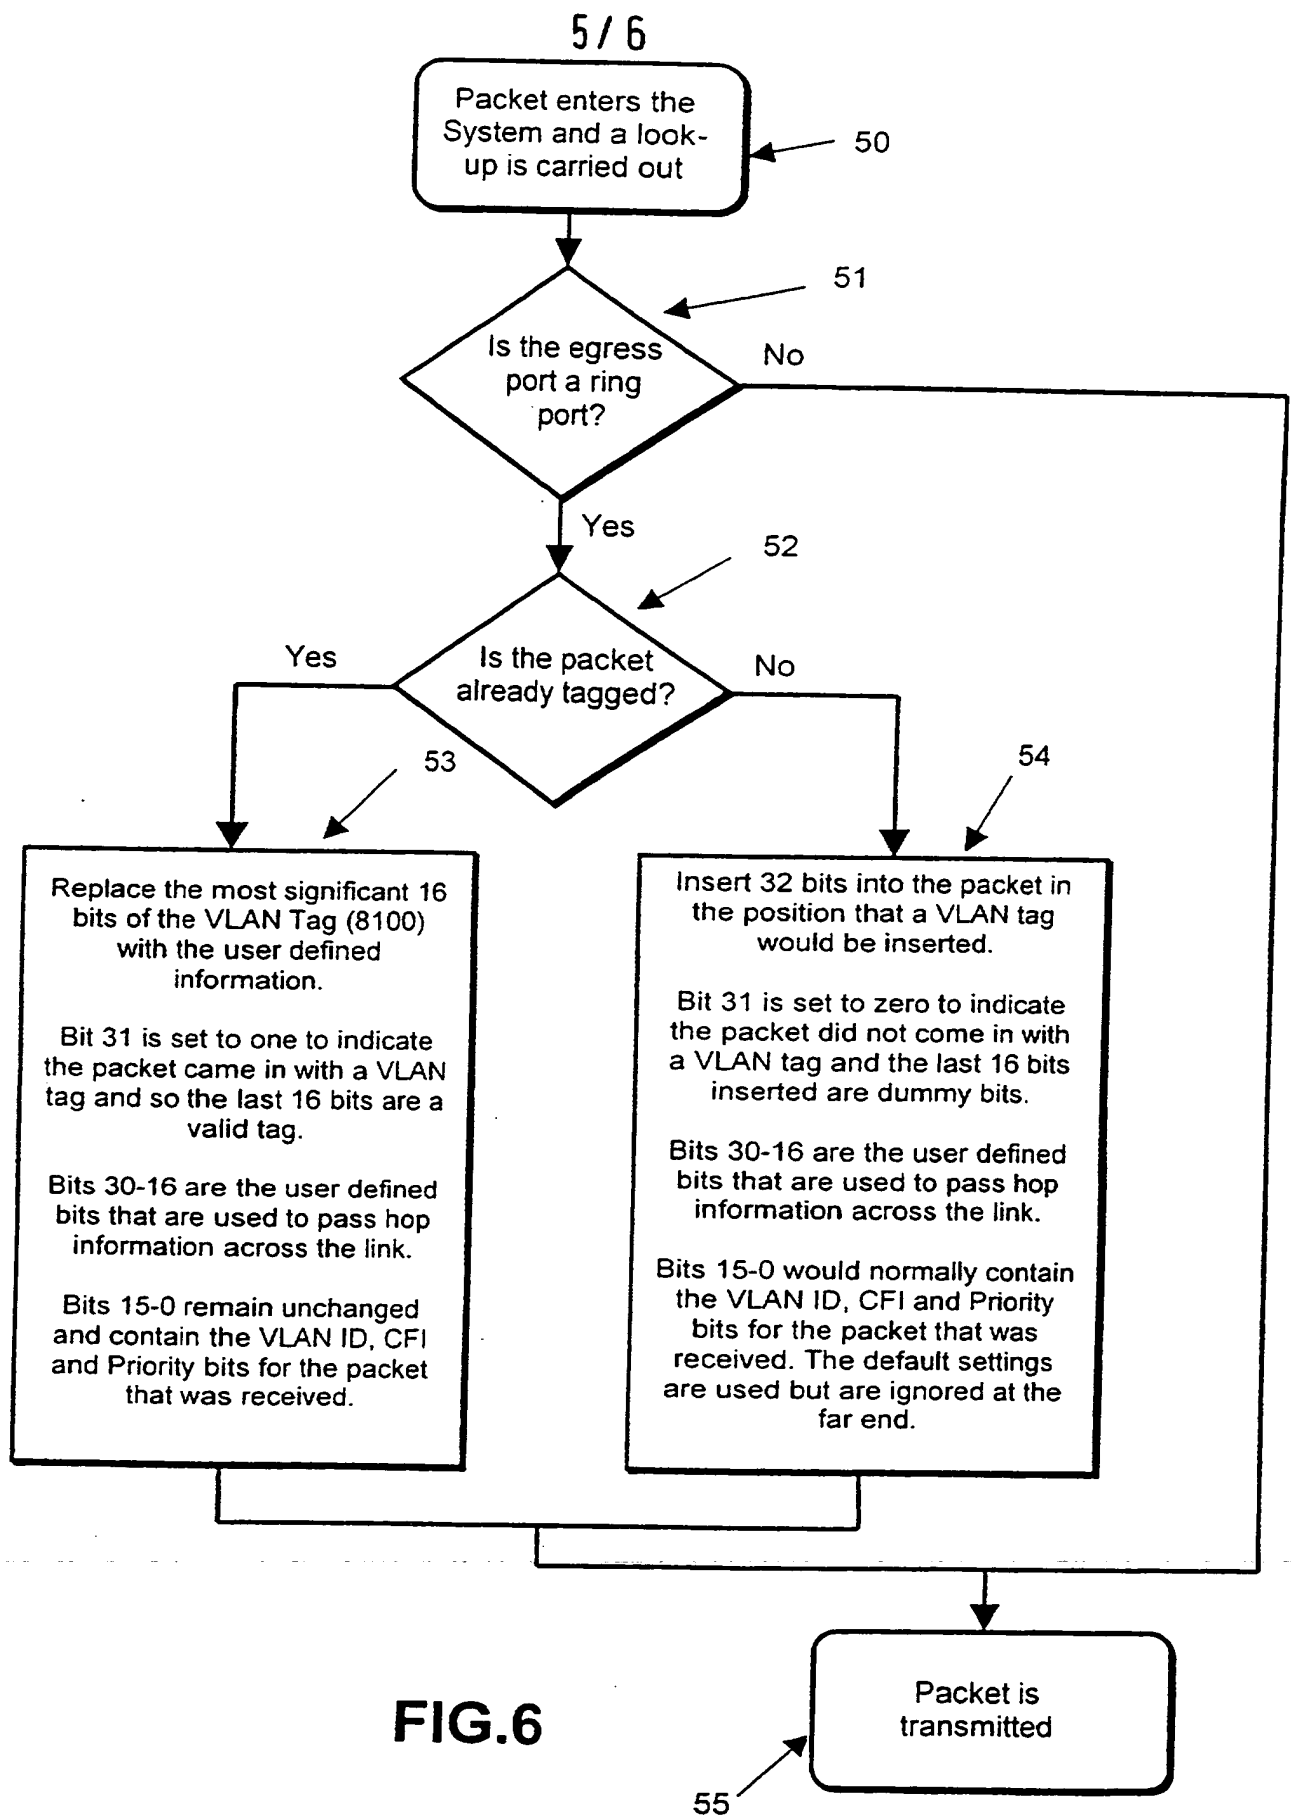 5/6
Packet enters the
System and a look-
up is carried out
50
51
Is the egress
port a ring
port?
No
Yes
52
Is the packet
already tagged?
Yes
No
53
54
Replace the most significant 16
bits of the VLAN Tag (8100)
with the user defined
information.
Bit 31 is set to one to indicate
the packet came in with a VLAN
tag and so the last 16 bits are a
valid tag.
Bits 30-16 are the user defined
bits that are used to pass hop
information across the link.
Bits 15-0 remain unchanged
and contain the VLAN ID, CFI
and Priority bits for the packet
that was received.
Insert 32 bits into the packet in
the position that a VLAN tag
would be inserted.
Bit 31 is set to zero to indicate
the packet did not come in with
a VLAN tag and the last 16 bits
inserted are dummy bits.
Bits 30-16 are the user defined
bits that are used to pass hop
information across the link.
Bits 15-0 would normally contain
the VLAN ID, CFI and Priority
bits for the packet that was
received. The default settings
are used but are ignored at the
far end.
Packet is
transmitted
55
FIG.6